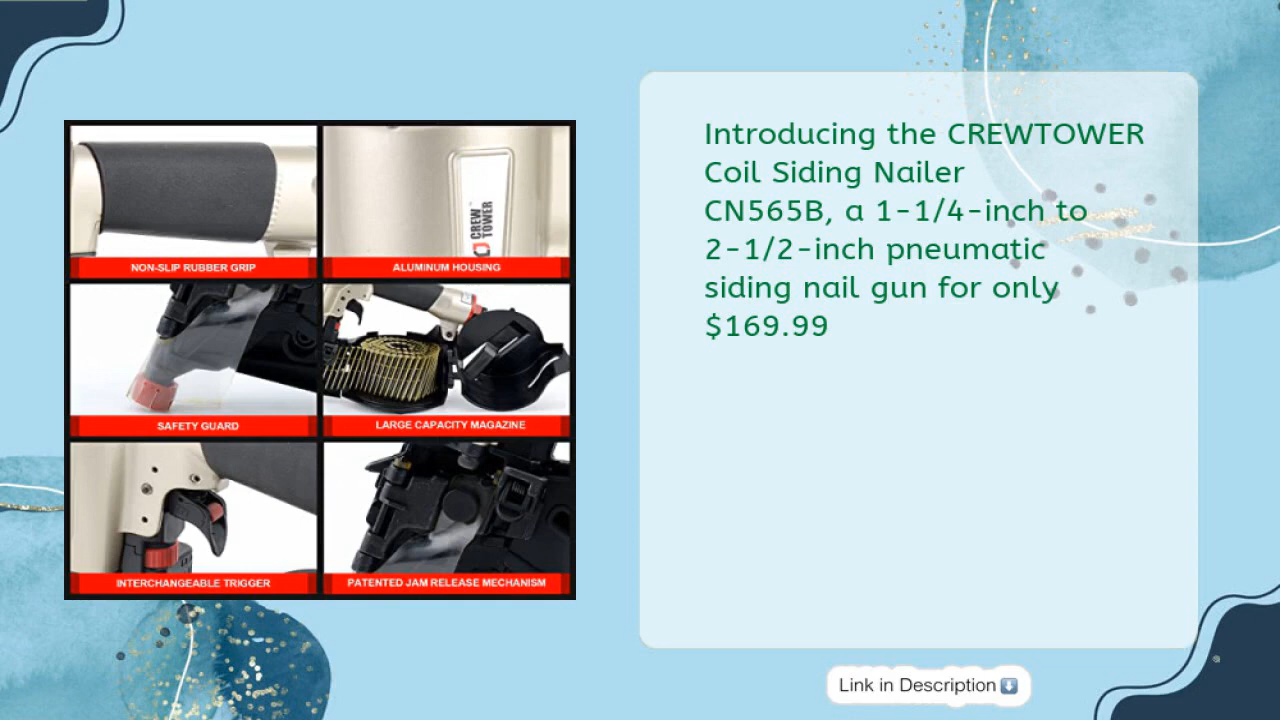 Introducing the CREWTOWER
Coil Siding Nailer
CN565B, a 1-1/4-inch to
2-1/2-inch pneumatic
siding nail gun for only
$169.99
NON-SLIP RUBBER GRIP
CREW
TOWER
ALUMINUM HOUSING
SAFETY GUARD
LARGE CAPACITY MAGAZINE
INTERCHANGEABLE TRIGGER
PATENTED JAM RELEASE MECHANISM
Link in Description